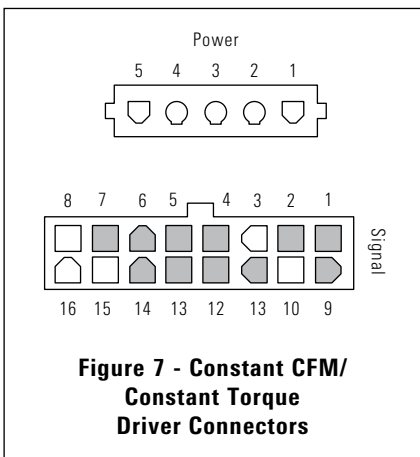 Power
5 4 3 2 1
8 7 6 5 4 3 2 1
Signal
16 15 14 13 12 13 10 9
Figure 7 - Constant CFM/
Constant Torque
Driver Connectors